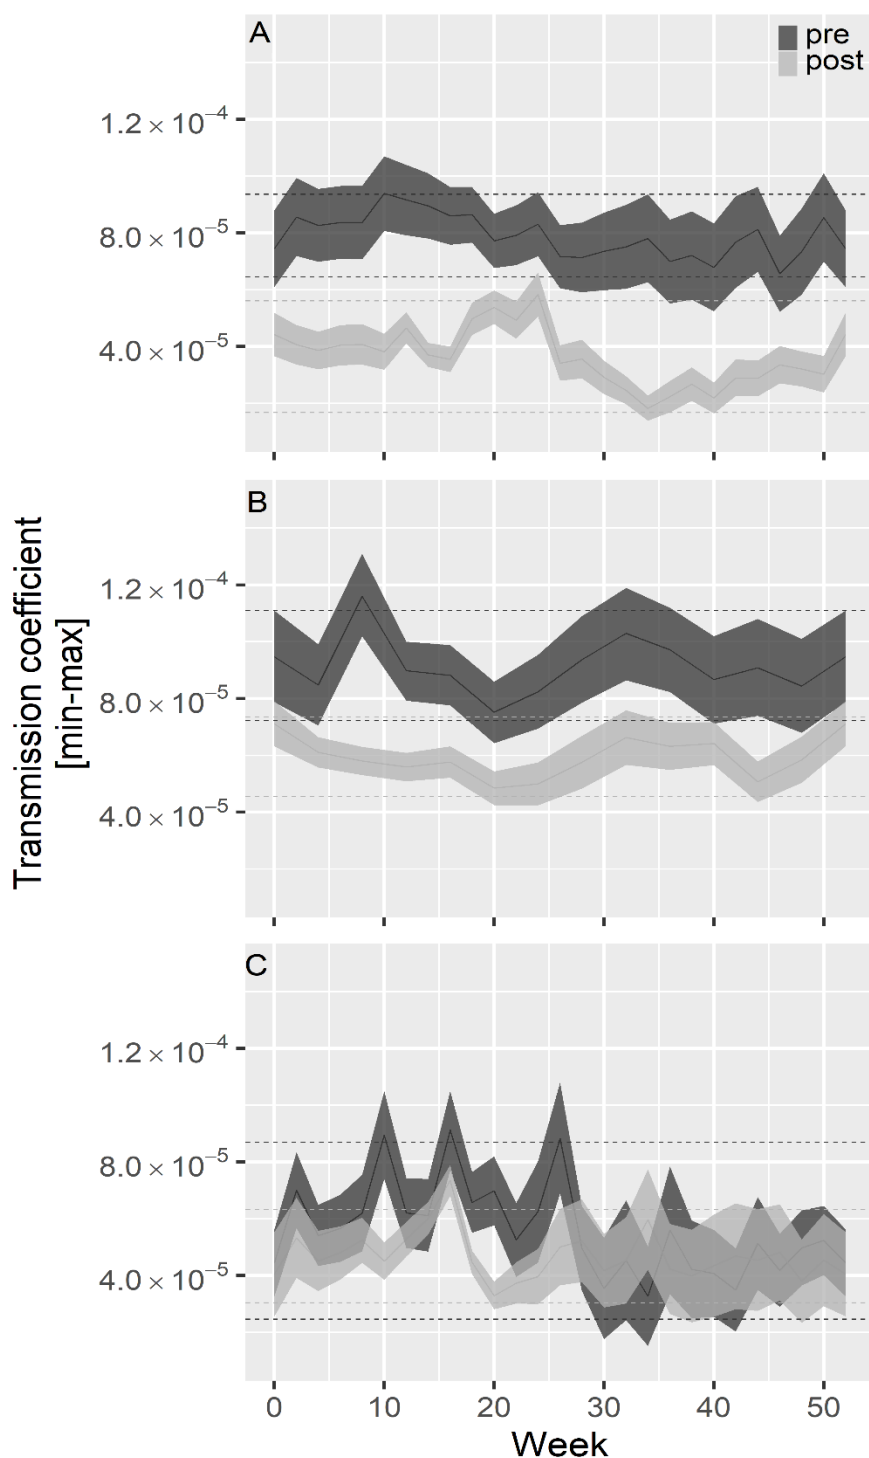 A
pre
post
1.2 × 10⁻⁴
8.0 × 10⁻⁵
4.0 × 10⁻⁵
B
1.2 × 10⁻⁴
8.0 × 10⁻⁵
4.0 × 10⁻⁵
Transmission coefficient
[min-max]
C
1.2 × 10⁻⁴
8.0 × 10⁻⁵
4.0 × 10⁻⁵
0 10 20 30 40 50
Week